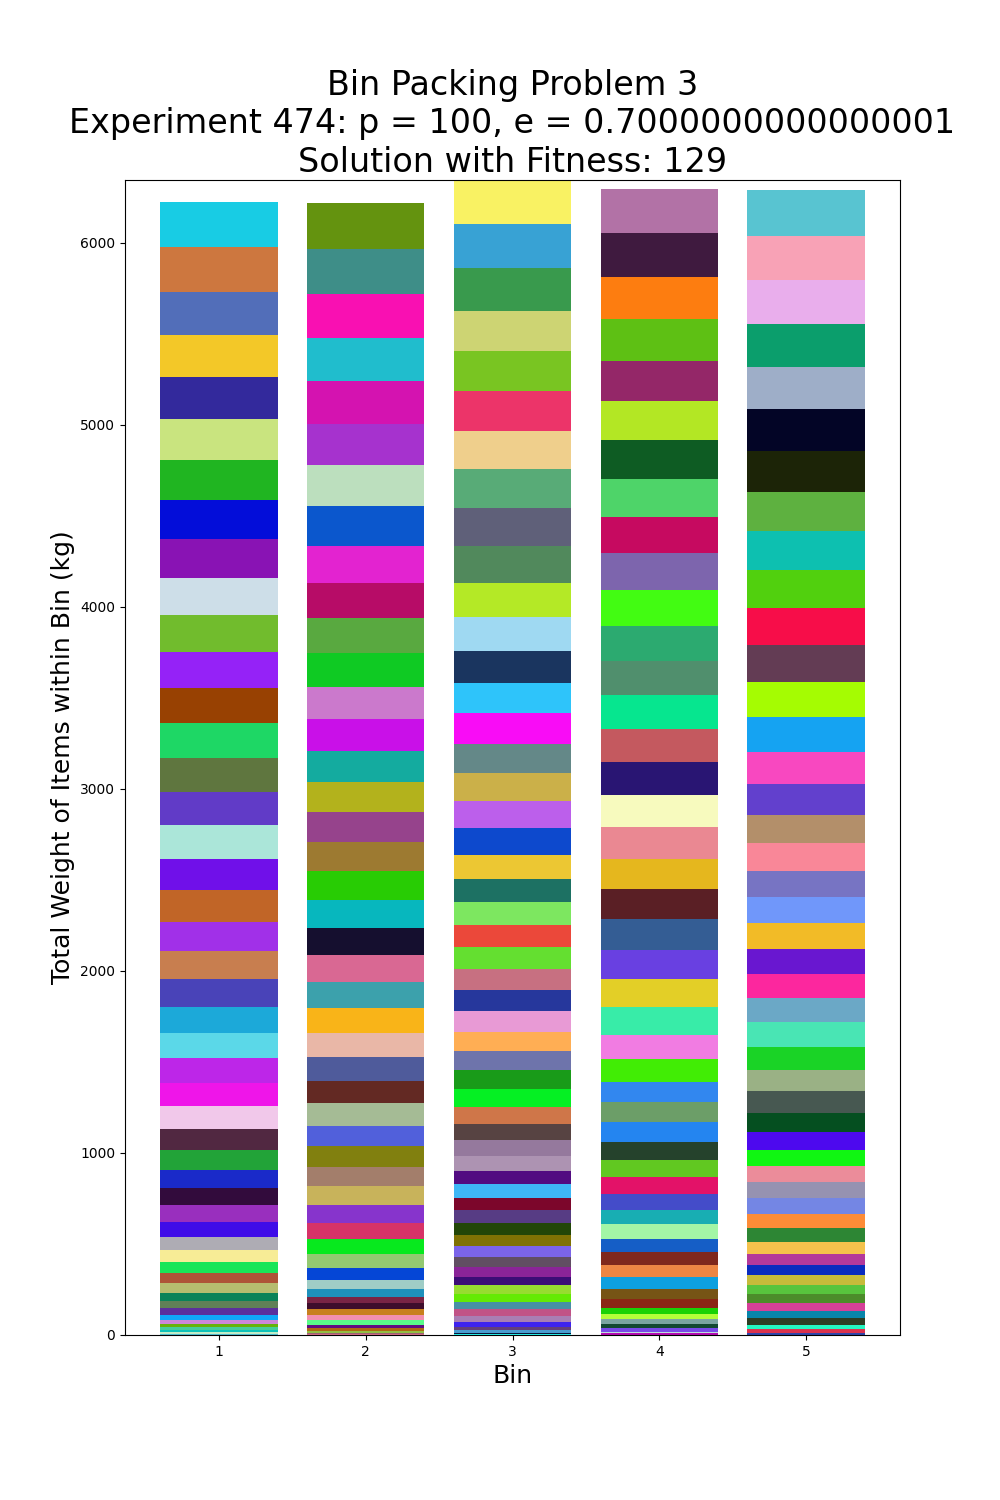 Bin Packing Problem 3
Experiment 474: p = 100, e = 0.7000000000000001
Solution with Fitness: 129
Total Weight of Items within Bin (kg)
6000
5000
4000
3000
2000
1000
0
1 2 3 4 5
Bin